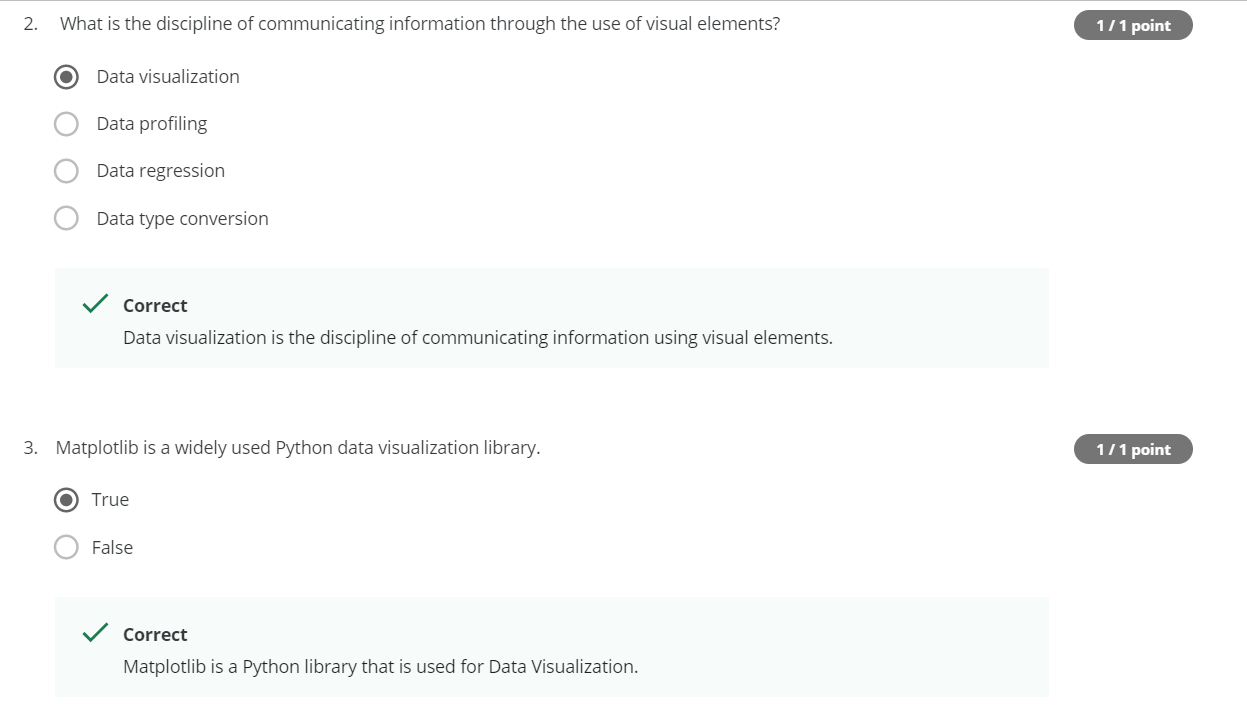 2. What is the discipline of communicating information through the use of visual elements?
1 / 1 point
Data visualization
Data profiling
Data regression
Data type conversion
Correct
Data visualization is the discipline of communicating information using visual elements.
3. Matplotlib is a widely used Python data visualization library.
1 / 1 point
True
False
Correct
Matplotlib is a Python library that is used for Data Visualization.